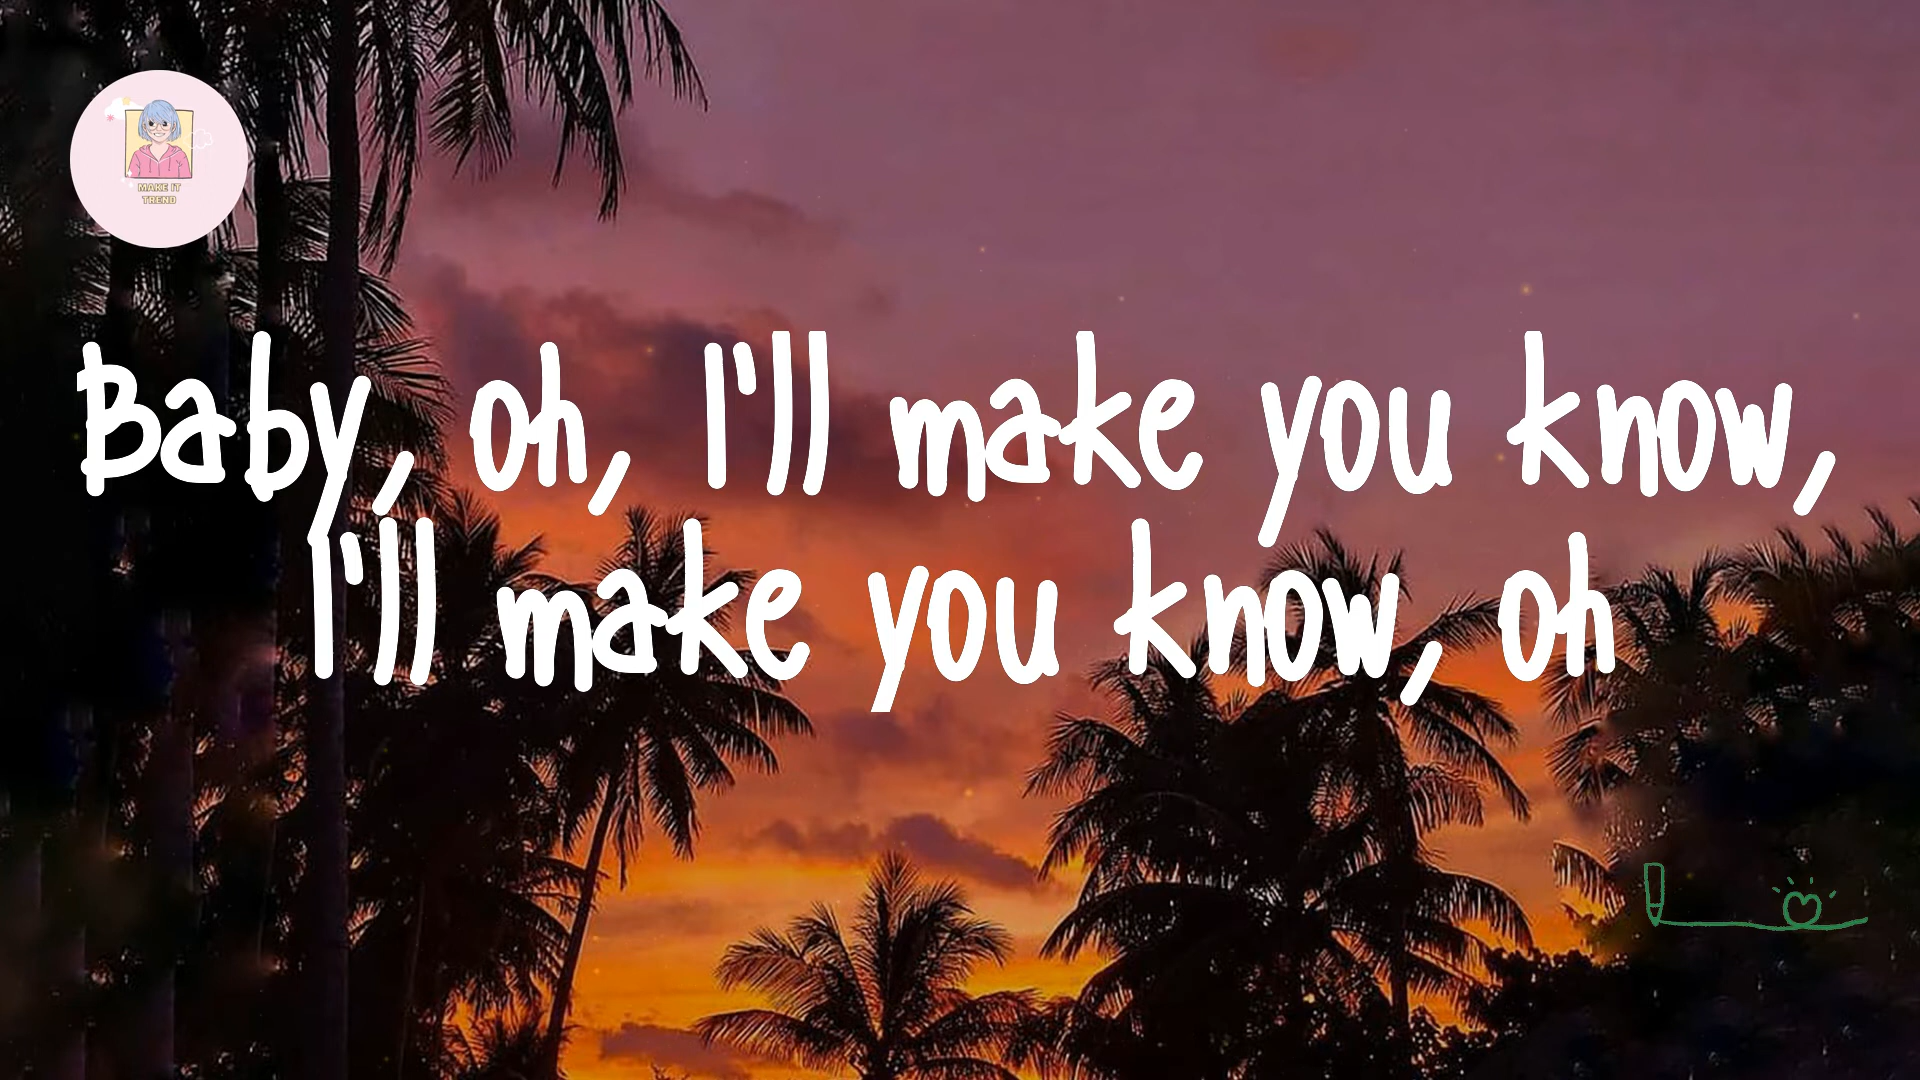 MAKE IT
TREND
Baby, oh, I'll make you know,
I'll make you know, oh